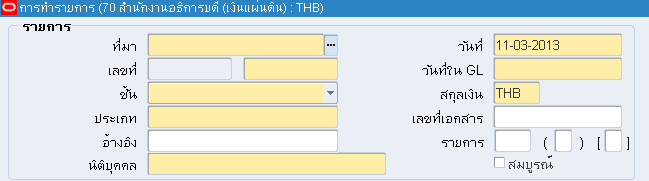 การทำรายการ (70 สำนักงานอธิการบดี (เงินแผ่นดิน) : THB)
รายการ
ที่มา ... วันที่ 11-03-2013
เลขที่ วันที่ใน GL
ชั้น สกุลเงิน THB
ประเภท เลขที่เอกสาร
อ้างอิง รายการ ( ) [ ]
นิติบุคคล สมบูรณ์